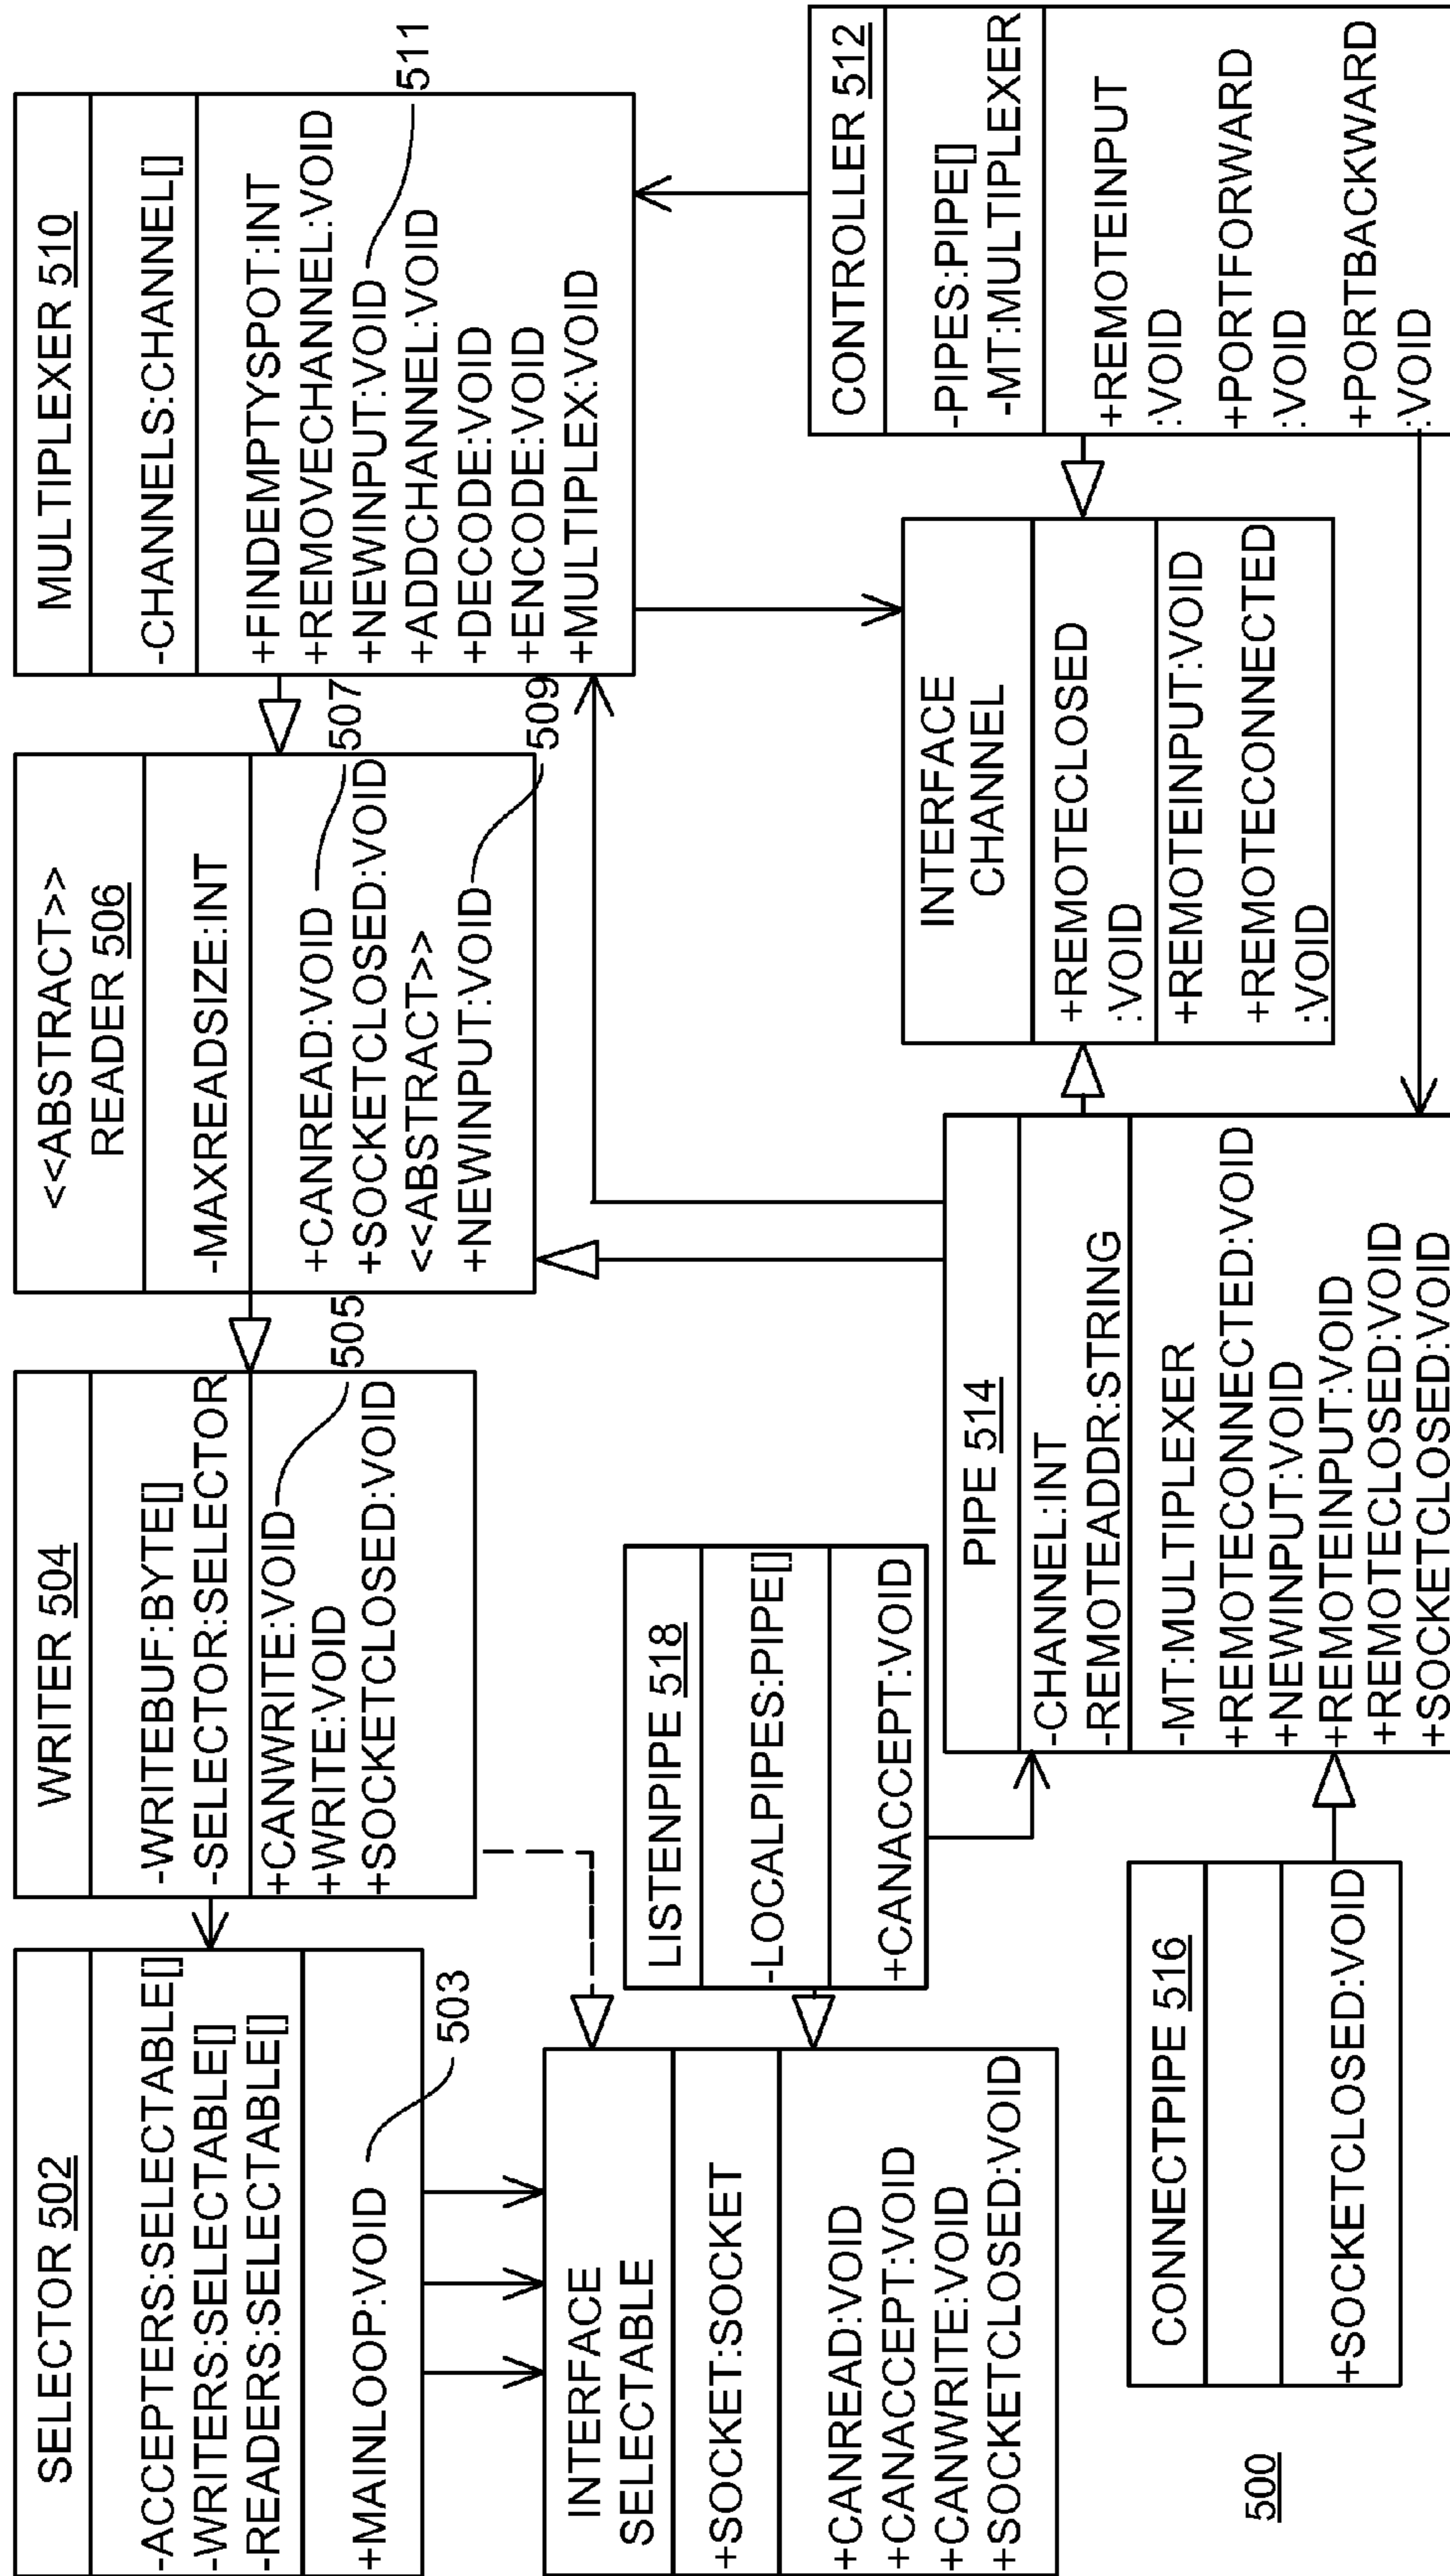 SELECTOR 502
-ACCEPTERS:SELECTABLE[]
-WRITERS:SELECTABLE[]
-READERS:SELECTABLE[]
+MAINLOOP:VOID
503
WRITER 504
-WRITEBUF:BYTE[]
-SELECTOR:SELECTOR
+CANWRITE:VOID
+WRITE:VOID
+SOCKETCLOSED:VOID
505
<<ABSTRACT>>
READER 506
-MAXREADSIZE:INT
+CANREAD:VOID
+SOCKETCLOSED:VOID
<<ABSTRACT>>
+NEWINPUT:VOID
507
509
MULTIPLEXER 510
-CHANNELS:CHANNEL[]
+FINDEMPTYSPOT:INT
+REMOVECHANNEL:VOID
+NEWINPUT:VOID
+ADDCHANNEL:VOID
+DECODE:VOID
+ENCODE:VOID
+MULTIPLEX:VOID
511
INTERFACE
SELECTABLE
+SOCKET:SOCKET
+CANREAD:VOID
+CANACCEPT:VOID
+CANWRITE:VOID
+SOCKETCLOSED:VOID
LISTENPIPE 518
-LOCALPIPES:PIPE[]
+CANACCEPT:VOID
INTERFACE
CHANNEL
+REMOTECLOSED
:VOID
+REMOTEINPUT:VOID
+REMOTECONNECTED
:VOID
CONTROLLER 512
-PIPES:PIPE[]
-MT:MULTIPLEXER
+REMOTEINPUT
:VOID
+PORTFORWARD
:VOID
+PORTBACKWARD
:VOID
CONNECTPIPE 516
+SOCKETCLOSED:VOID
PIPE 514
-CHANNEL:INT
-REMOTEADDR:STRING
-MT:MULTIPLEXER
+REMOTECONNECTED:VOID
+NEWINPUT:VOID
+REMOTEINPUT:VOID
+REMOTECLOSED:VOID
+SOCKETCLOSED:VOID
500